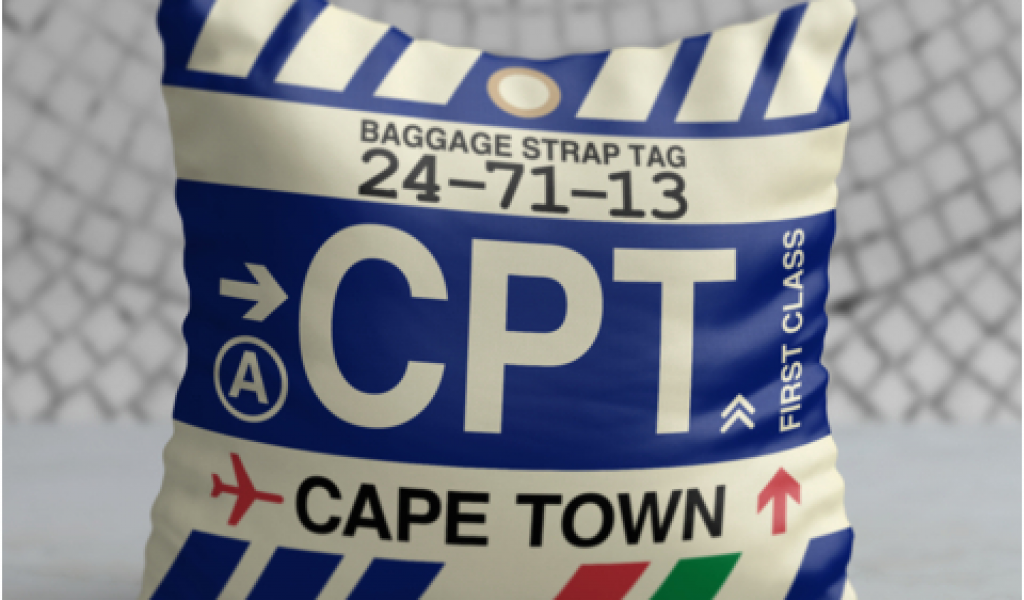 BAGGAGE STRAP TAG
24-71-13
CPT
A
FIRST CLASS
CAPE TOWN